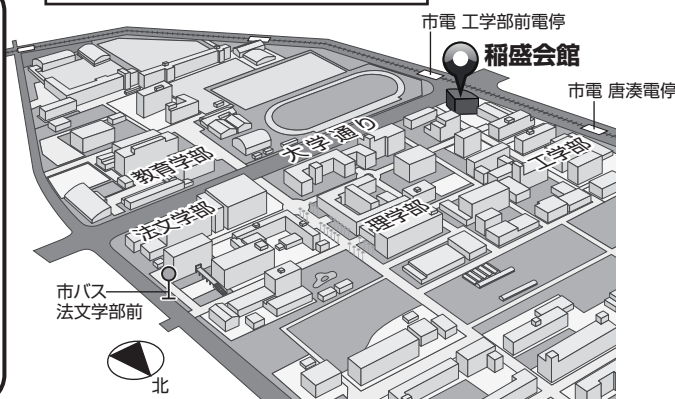 市電 工学部前電停
稲盛会館
市電 唐湊電停
大学通り
工学部
教育学部
理学部
法文学部
市バス
法文学部前
北